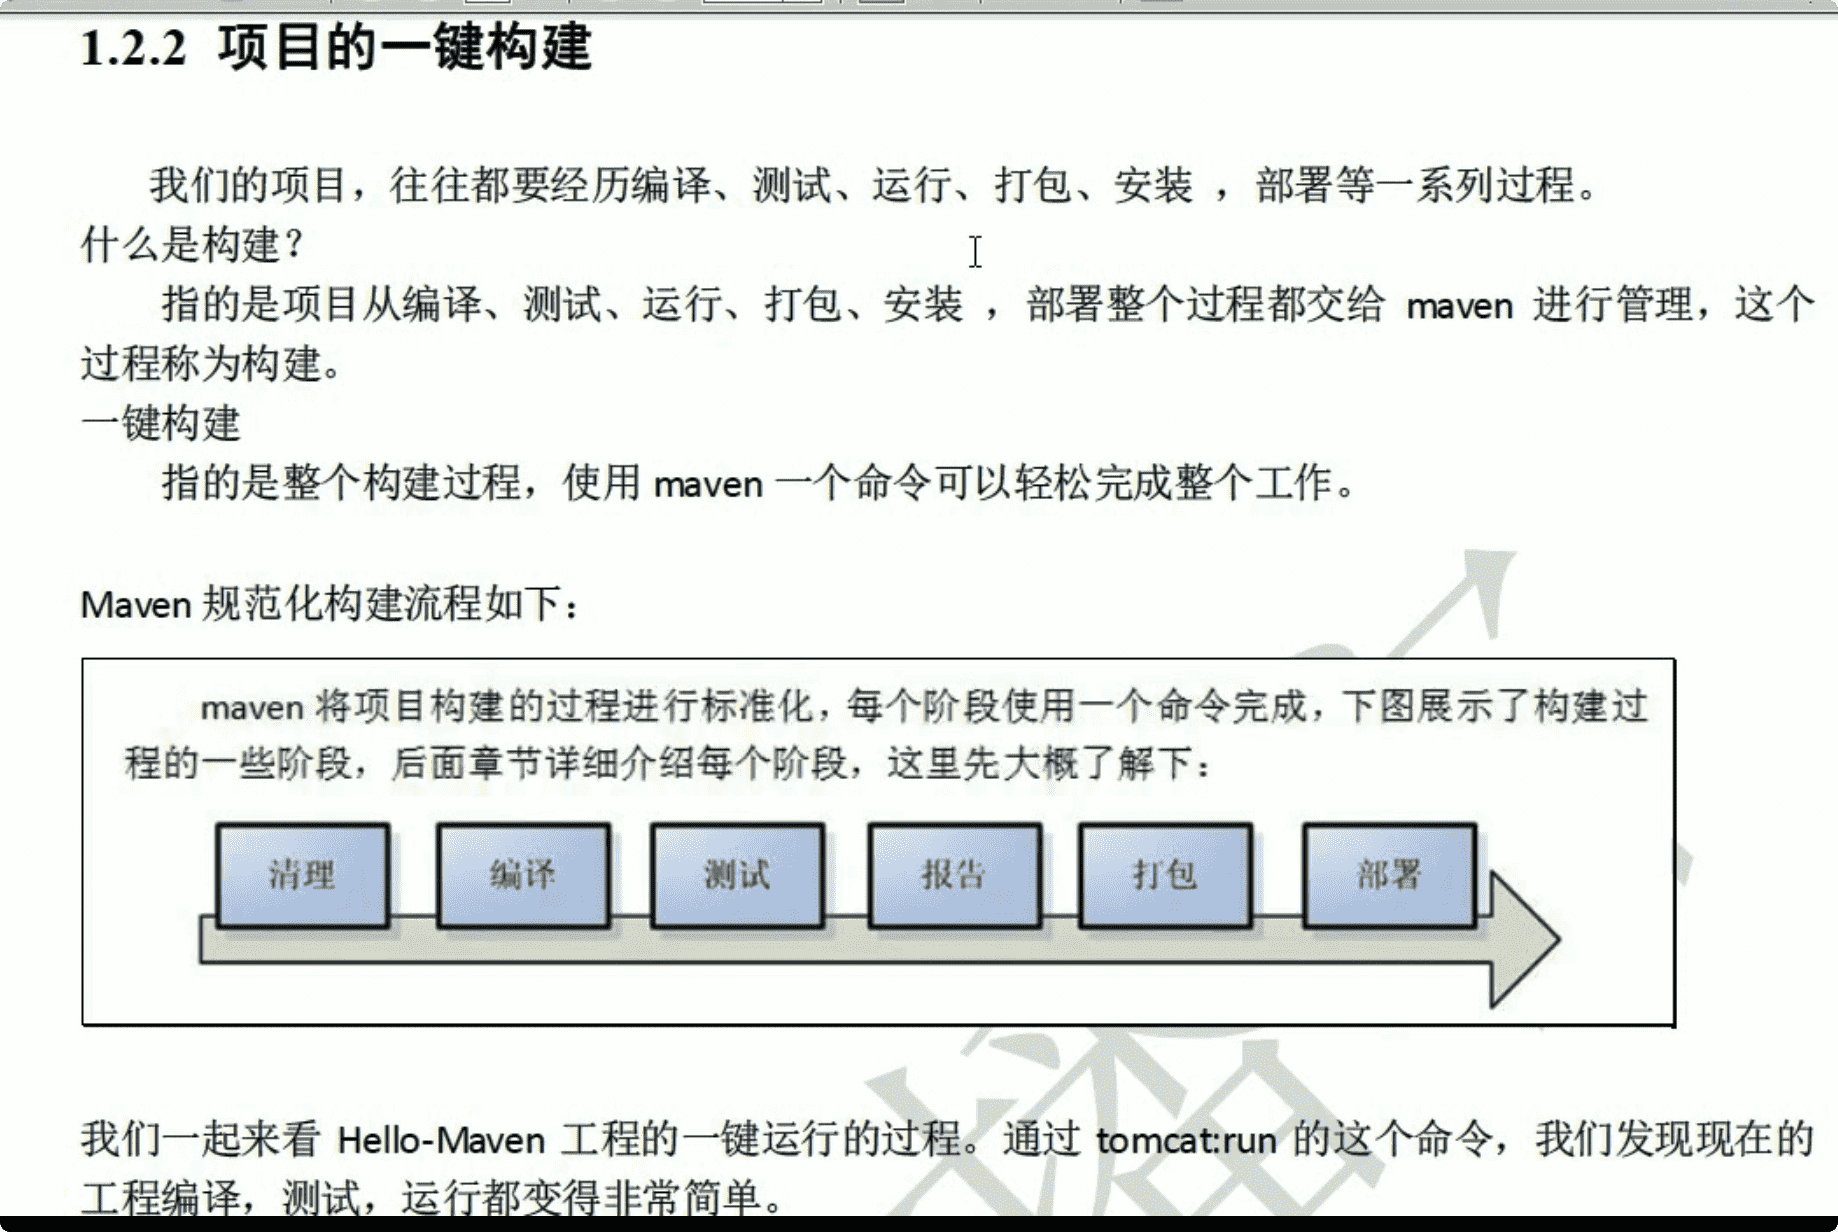 1.2.2 项目的一键构建
我们的项目，往往都要经历编译、测试、运行、打包、安装 ，部署等一系列过程。
什么是构建？
指的是项目从编译、测试、运行、打包、安装 ，部署整个过程都交给 maven 进行管理，这个
过程称为构建。
一键构建
指的是整个构建过程，使用 maven 一个命令可以轻松完成整个工作。
Maven 规范化构建流程如下：
maven 将项目构建的过程进行标准化，每个阶段使用一个命令完成，下图展示了构建过
程的一些阶段，后面章节详细介绍每个阶段，这里先大概了解下：
清理 编译 测试 报告 打包 部署
我们一起来看 Hello-Maven 工程的一键运行的过程。通过 tomcat:run 的这个命令，我们发现现在的
工程编译，测试，运行都变得非常简单。